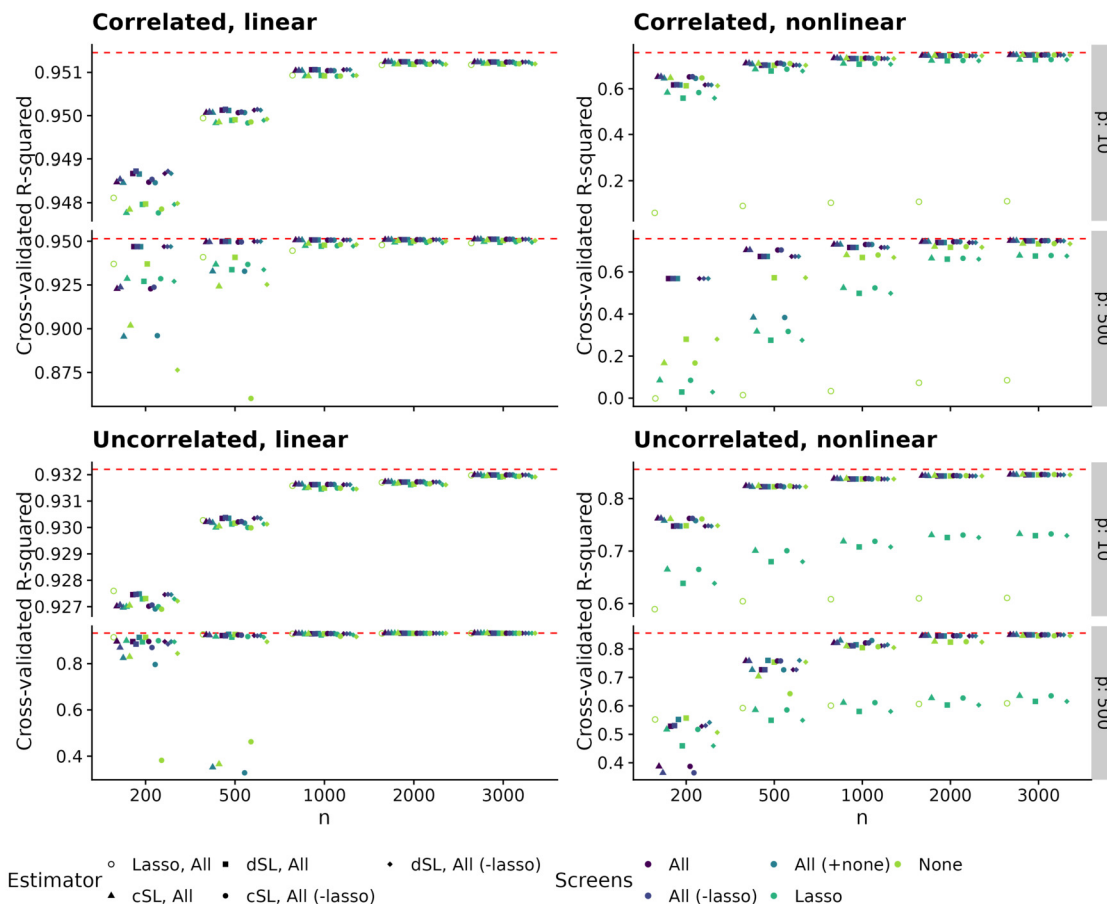 Correlated, linear
Correlated, nonlinear
Cross-validated R-squared
0.951
0.950
0.949
0.948
Cross-validated R-squared
0.6
0.4
0.2
p: 10
0.950
0.925
0.900
0.875
0.6
0.4
0.2
0.0
p: 500
Uncorrelated, linear
Uncorrelated, nonlinear
Cross-validated R-squared
0.932
0.931
0.930
0.929
0.928
0.927
Cross-validated R-squared
0.8
0.7
0.6
p: 10
0.8
0.6
0.4
0.8
0.7
0.6
0.5
0.4
p: 500
200 500 1000 2000 3000
200 500 1000 2000 3000
n
n
Estimator
Lasso, All
dSL, All
dSL, All (-lasso)
cSL, All
cSL, All (-lasso)
Screens
All
All (+none)
None
All (-lasso)
Lasso